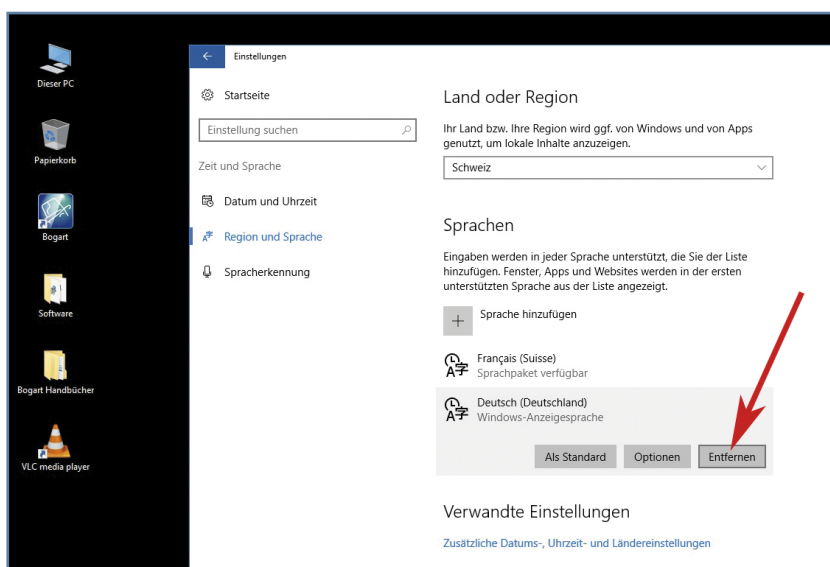 Dieser PC
Papierkorb
Bogart
Software
Bogart Handbücher
VLC media player
Einstellungen
Startseite
Einstellung suchen
Zeit und Sprache
Datum und Uhrzeit
Region und Sprache
Spracherkennung
Land oder Region
Ihr Land bzw. Ihre Region wird ggf. von Windows und von Apps
genutzt, um lokale Inhalte anzuzeigen.
Schweiz
Sprachen
Eingaben werden in jeder Sprache unterstützt, die Sie der Liste
hinzufügen. Fenster, Apps und Websites werden in der ersten
unterstützten Sprache aus der Liste angezeigt.
Sprache hinzufügen
Français (Suisse)
Sprachpaket verfügbar
Deutsch (Deutschland)
Windows-Anzeigesprache
Als Standard Optionen Entfernen
Verwandte Einstellungen
Zusätzliche Datums-, Uhrzeit- und Ländereinstellungen